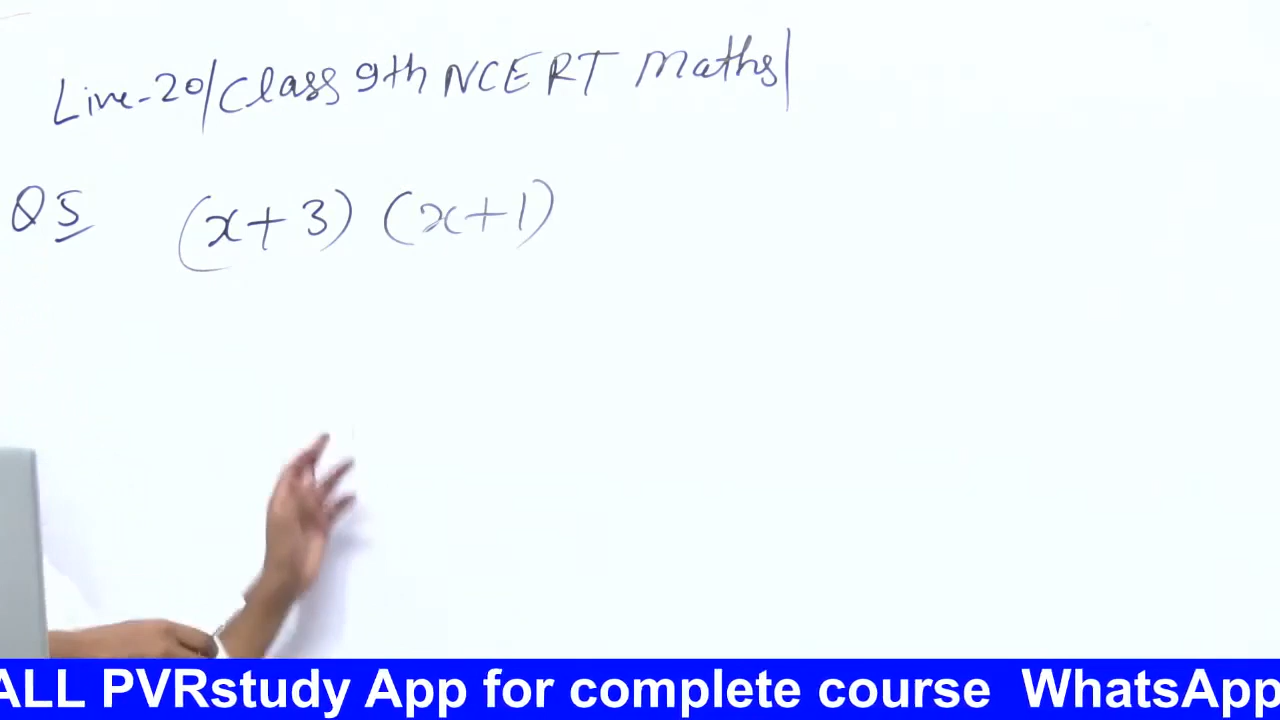 Live-20/Class 9th NCERT Maths|
Q5 (x+3) (x+1)
ALL PVRstudy App for complete course WhatsApp